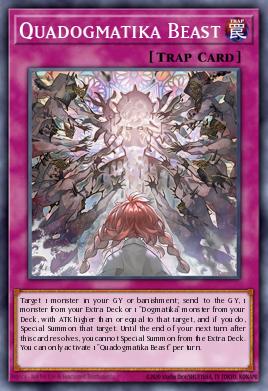 Quadogmatika Beast
TRAP
罠
[Trap Card]
Target 1 monster in your GY or banishment; send to the GY, 1
monster from your Extra Deck or 1 "Dogmatika" monster from your
Deck, with ATK higher than or equal to that target, and if you do,
Special Summon that target. Until the end of your next turn after
this card resolves, you cannot Special Summon from the Extra Deck.
You can only activate 1 "Quadogmatika Beast" per turn.